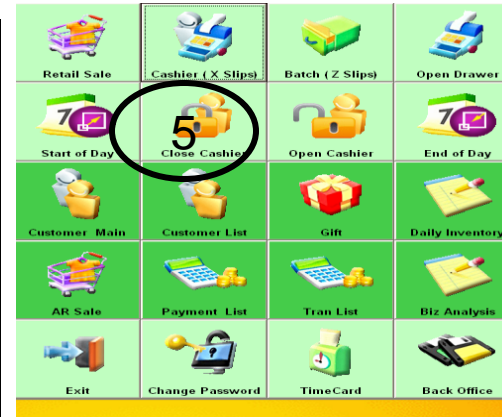 Retail Sale
Cashier ( X Slips)
Batch ( Z Slips)
Open Drawer
7
5
7
Start of Day
Close Cashier
Open Cashier
End of Day
Customer Main
Customer List
Gift
Daily Inventory
AR Sale
Payment List
Tran List
Biz Analysis
Exit
Change Password
TimeCard
Back Office